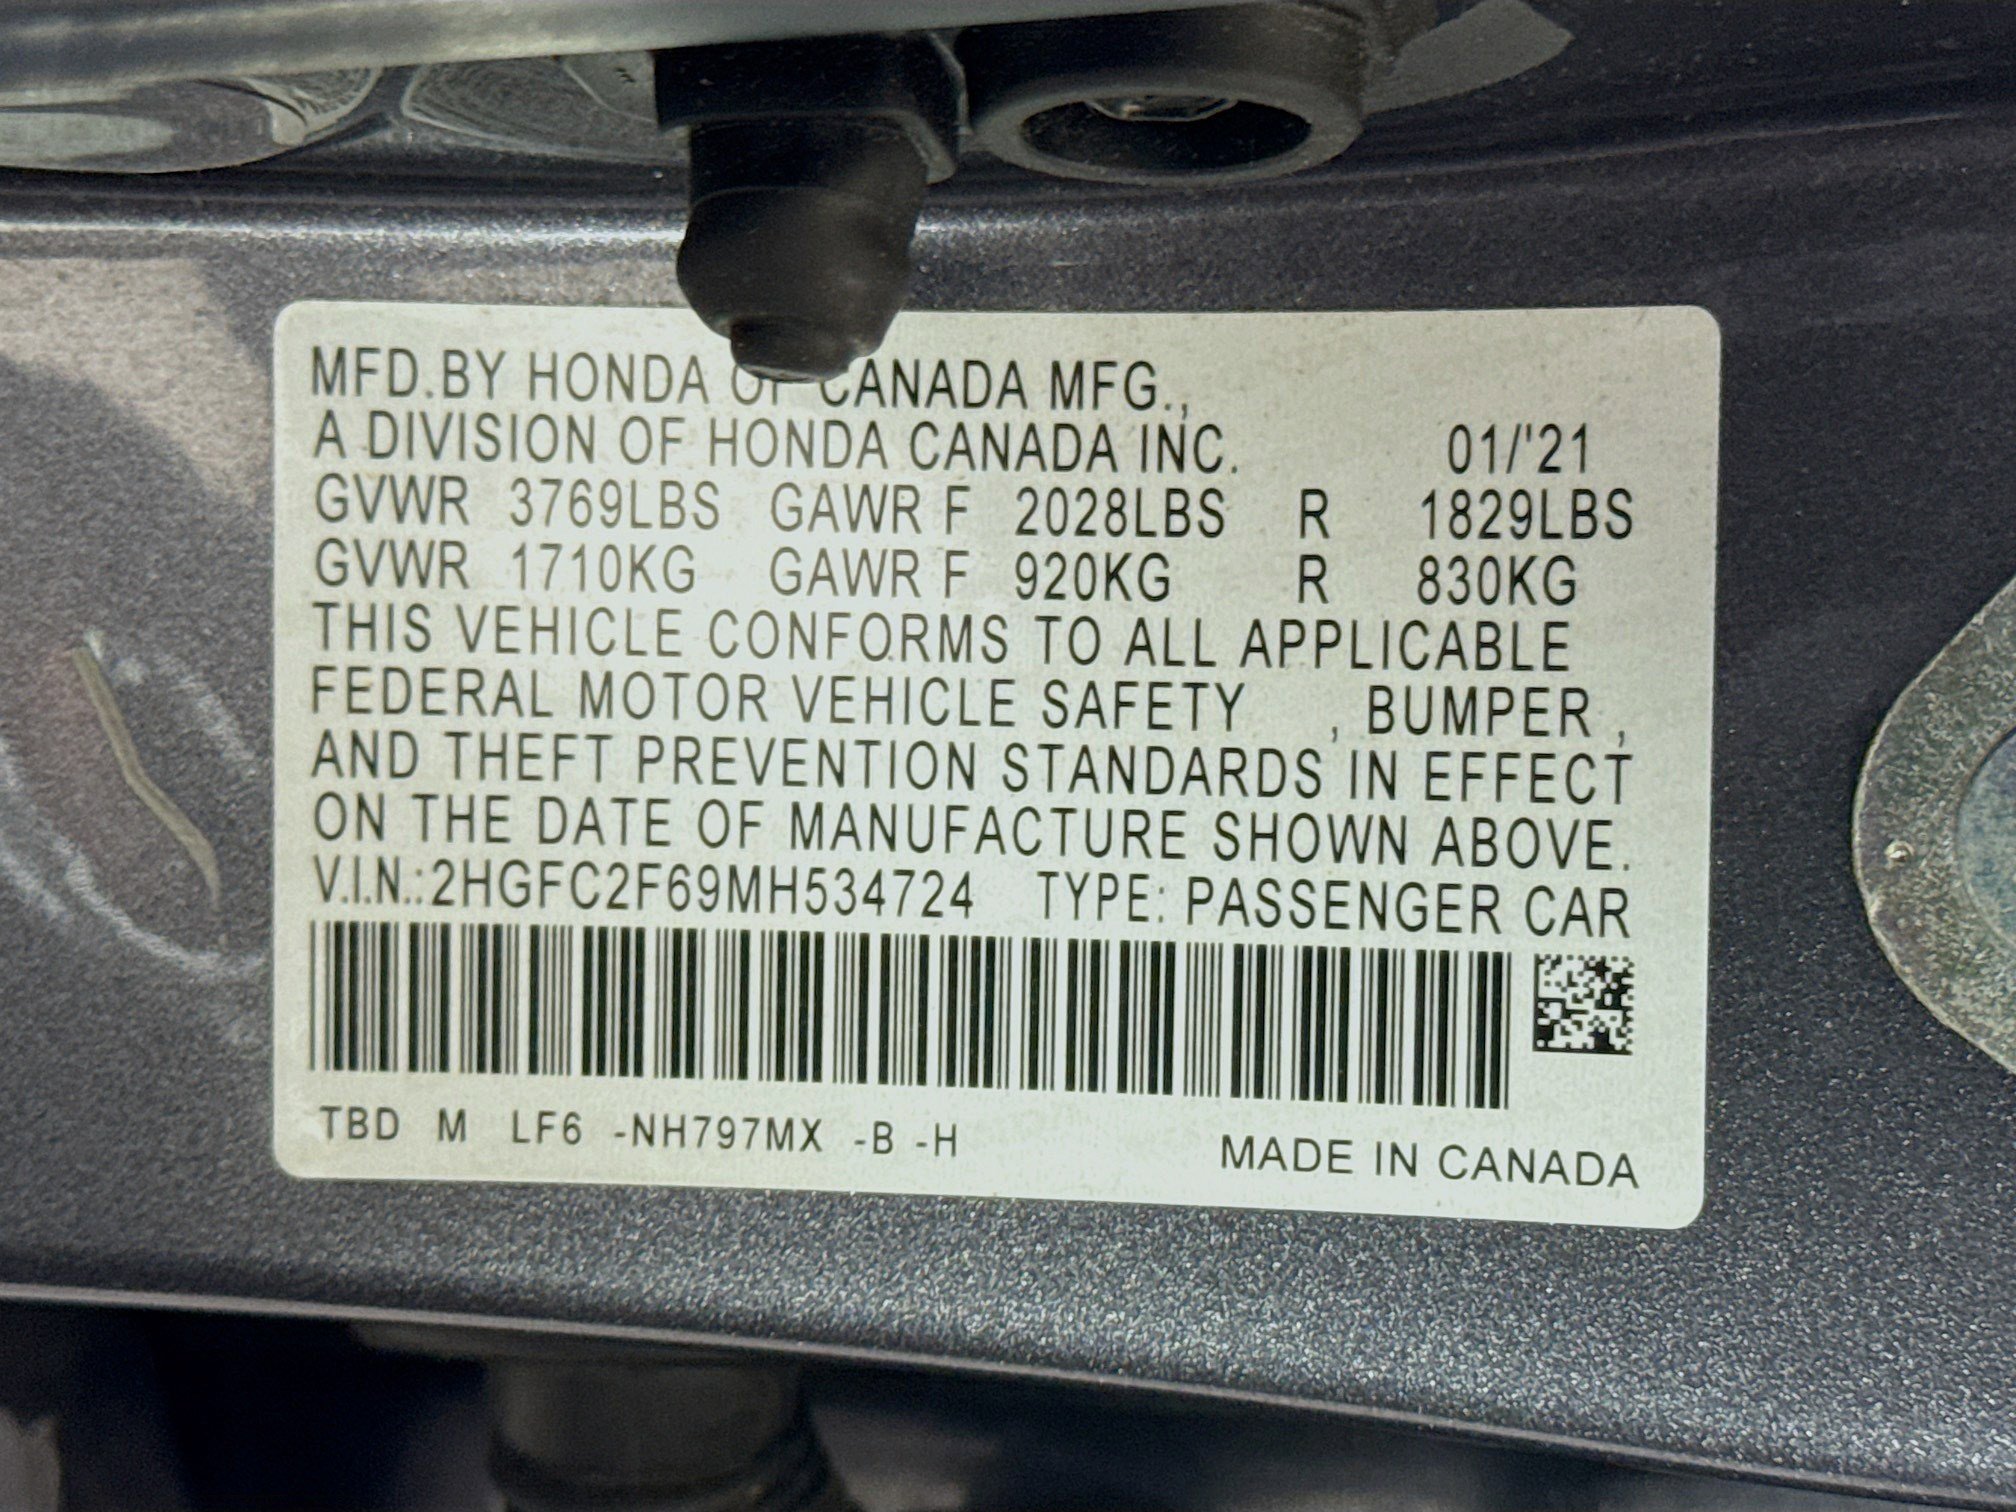 MFD.BY HONDA OF CANADA MFG.,
A DIVISION OF HONDA CANADA INC. 01/'21
GVWR 3769LBS GAWR F 2028LBS R 1829LBS
GVWR 1710KG GAWR F 920KG R 830KG
THIS VEHICLE CONFORMS TO ALL APPLICABLE
FEDERAL MOTOR VEHICLE SAFETY , BUMPER ,
AND THEFT PREVENTION STANDARDS IN EFFECT
ON THE DATE OF MANUFACTURE SHOWN ABOVE.
V.I.N.:2HGFC2F69MH534724 TYPE: PASSENGER CAR
TBD M LF6 -NH797MX -B -H MADE IN CANADA